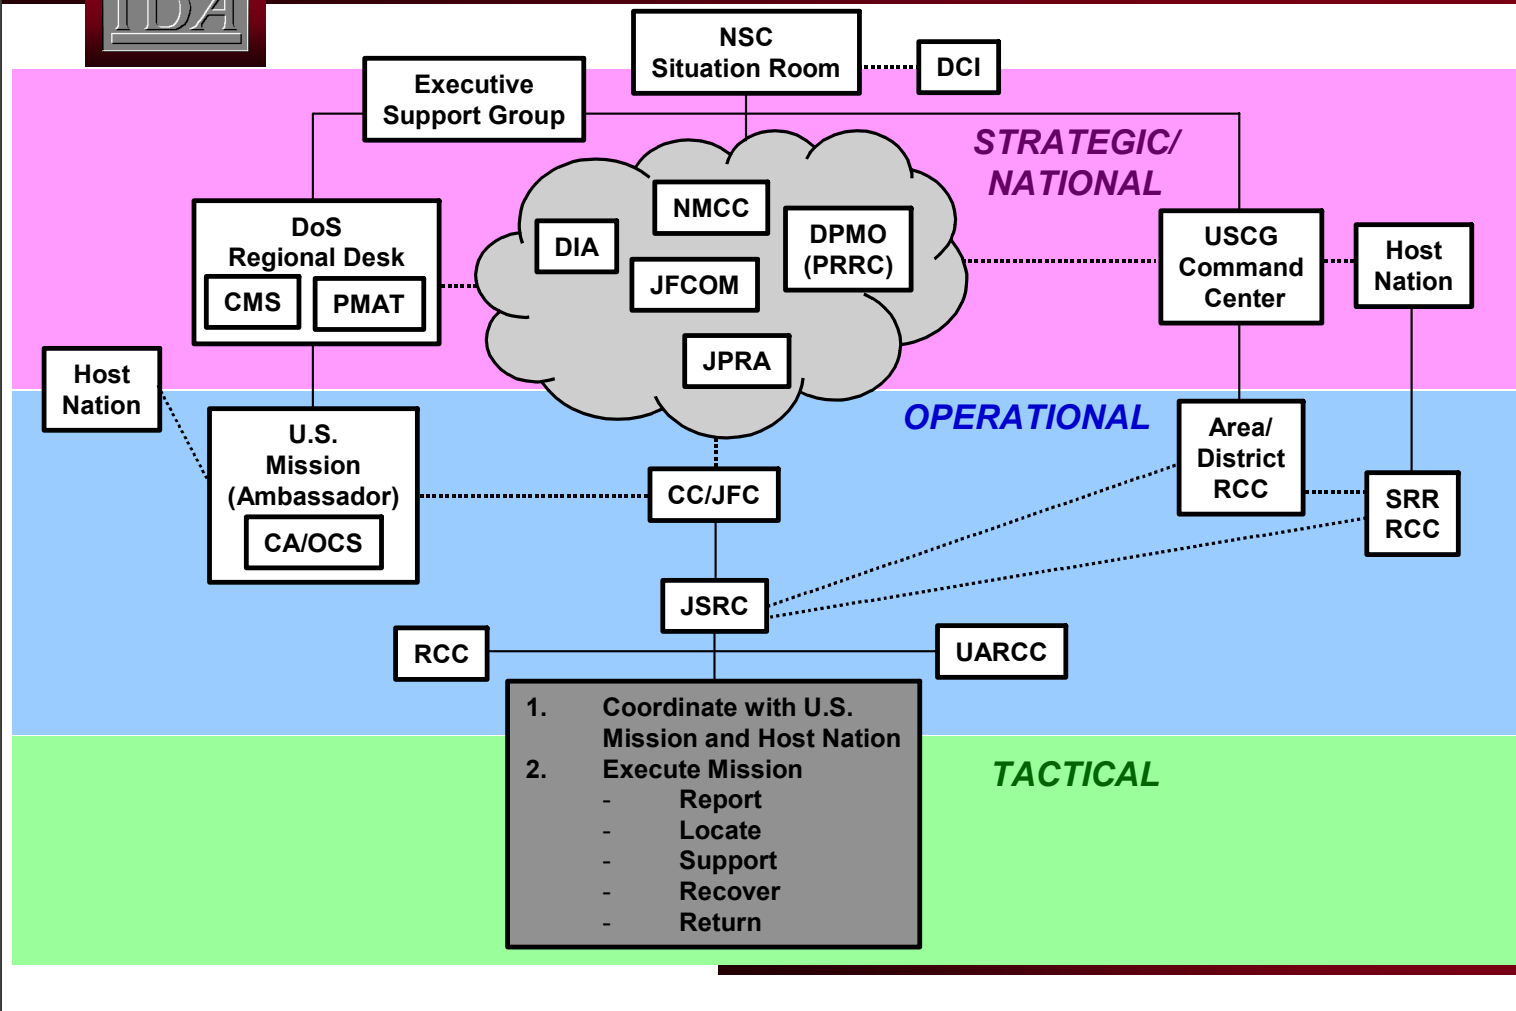 IDA
NSC
Situation Room
DCI
Executive
Support Group
STRATEGIC/
NATIONAL
NMCC
DIA
DPMO
(PRRC)
JFCOM
JPRA
DoS
Regional Desk
CMS
PMAT
USCG
Command
Center
Host
Nation
Host
Nation
OPERATIONAL
U.S.
Mission
(Ambassador)
CA/OCS
CC/JFC
Area/
District
RCC
SRR
RCC
JSRC
RCC
UARCC
1. Coordinate with U.S.
Mission and Host Nation
2. Execute Mission
- Report
- Locate
- Support
- Recover
- Return
TACTICAL